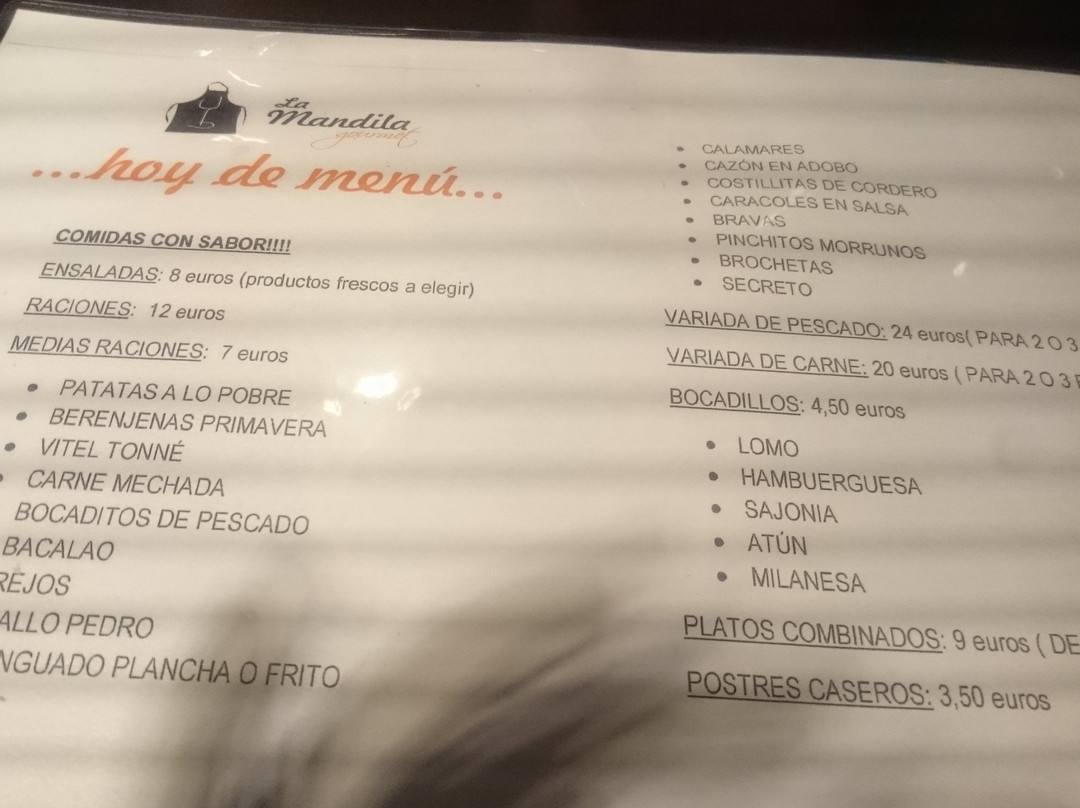 La
Mandila
gourmet
...hoy de menú...
COMIDAS CON SABOR!!!!
ENSALADAS: 8 euros (productos frescos a elegir)
RACIONES: 12 euros
MEDIAS RACIONES: 7 euros
• PATATAS A LO POBRE
• BERENJENAS PRIMAVERA
• VITEL TONNÉ
• CARNE MECHADA
BOCADITOS DE PESCADO
BACALAO
REJOS
ALLO PEDRO
NGUADO PLANCHA O FRITO
• CALAMARES
• CAZÓN EN ADOBO
• COSTILLITAS DE CORDERO
• CARACOLES EN SALSA
• BRAVAS
• PINCHITOS MORRUNOS
• BROCHETAS
• SECRETO
VARIADA DE PESCADO: 24 euros( PARA 2 O 3
VARIADA DE CARNE: 20 euros ( PARA 2 O 3
BOCADILLOS: 4,50 euros
• LOMO
• HAMBUERGUESA
• SAJONIA
• ATÚN
• MILANESA
PLATOS COMBINADOS: 9 euros ( DE
POSTRES CASEROS: 3,50 euros